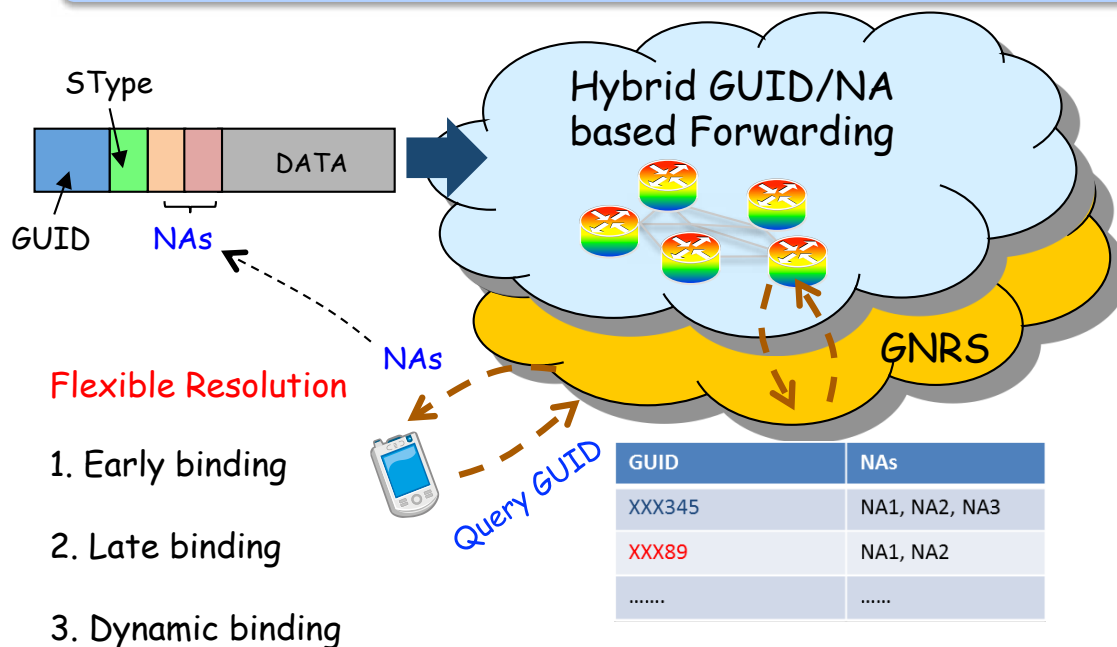 Hybrid GUID/NA
based Forwarding
SType
DATA
GUID
NAs
GNRS
NAs
Flexible Resolution
Query GUID
1. Early binding
2. Late binding
3. Dynamic binding
GUID NAs
XXX345 NA1, NA2, NA3
XXX89 NA1, NA2
....... ......